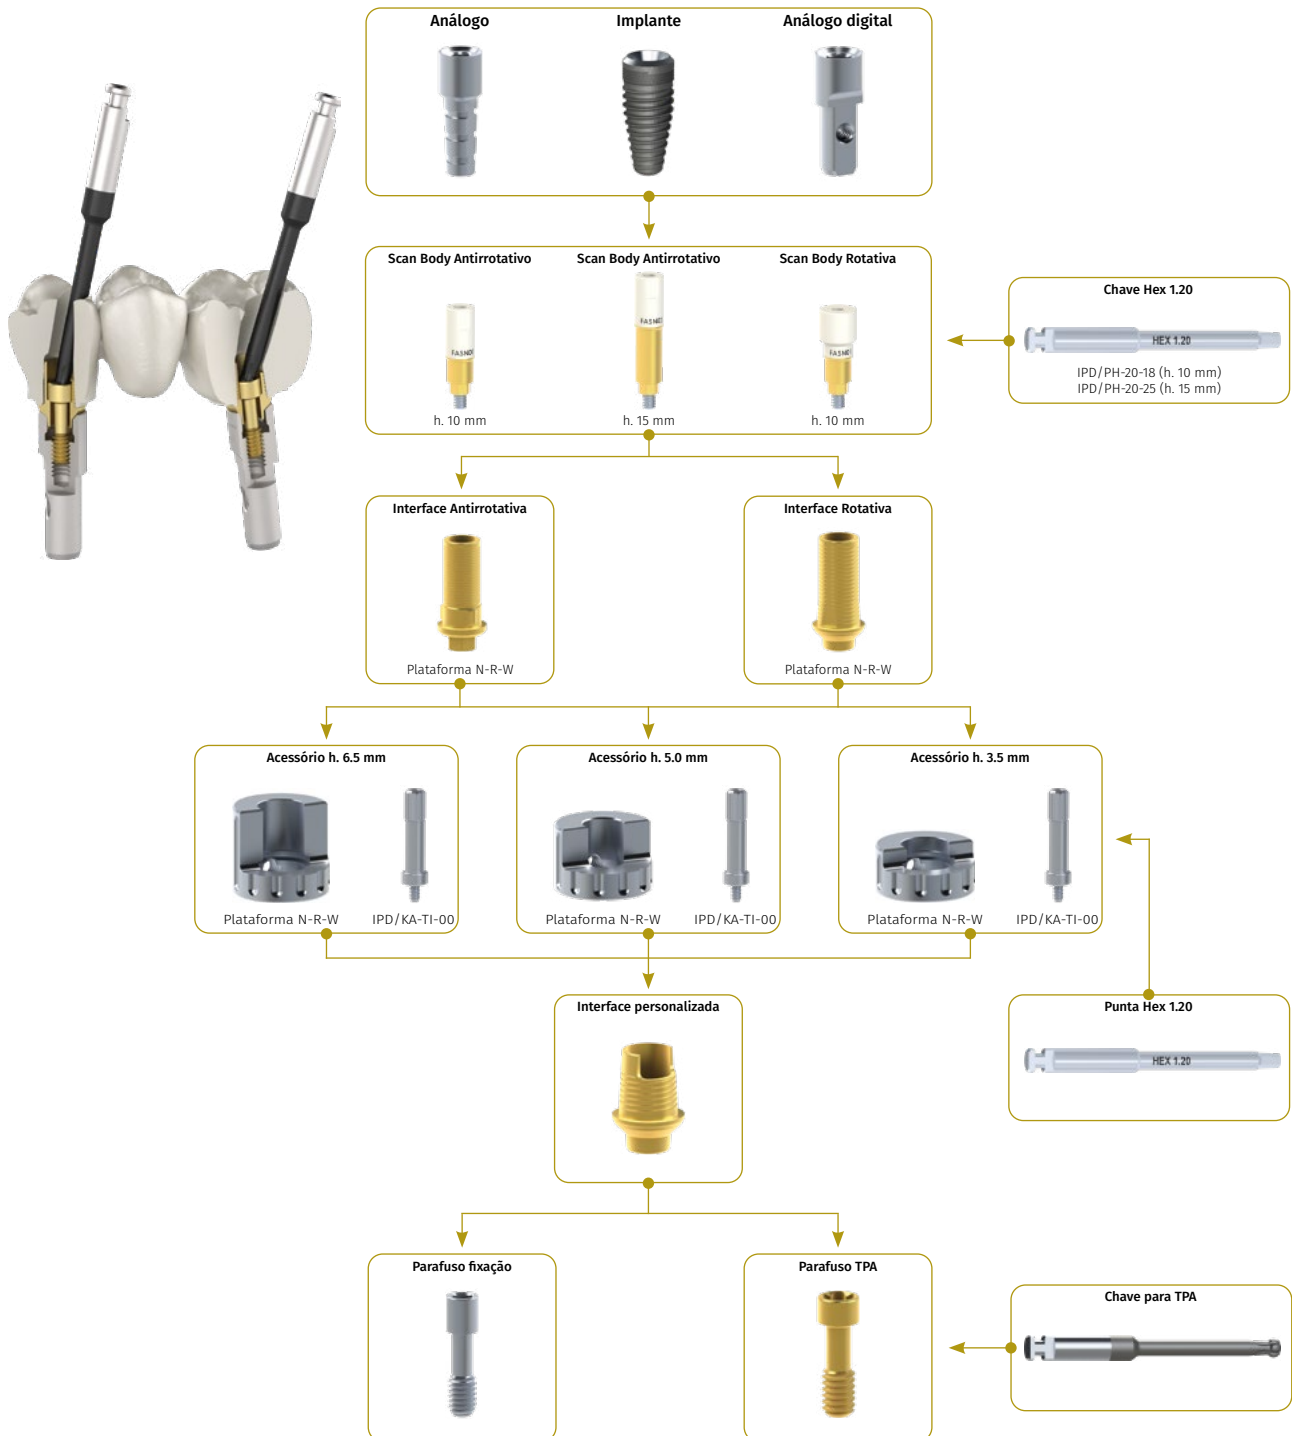 Análogo
Implante
Análogo digital
Scan Body Antirrotativo
Scan Body Antirrotativo
Scan Body Rotativa
h. 10 mm
h. 15 mm
h. 10 mm
Chave Hex 1.20
HEX 1.20
IPD/PH-20-18 (h. 10 mm)
IPD/PH-20-25 (h. 15 mm)
Interface Antirrotativa
Plataforma N-R-W
Interface Rotativa
Plataforma N-R-W
Acessório h. 6.5 mm
Plataforma N-R-W
IPD/KA-TI-00
Acessório h. 5.0 mm
Plataforma N-R-W
IPD/KA-TI-00
Acessório h. 3.5 mm
Plataforma N-R-W
IPD/KA-TI-00
Interface personalizada
Punta Hex 1.20
HEX 1.20
Parafuso fixação
Parafuso TPA
Chave para TPA